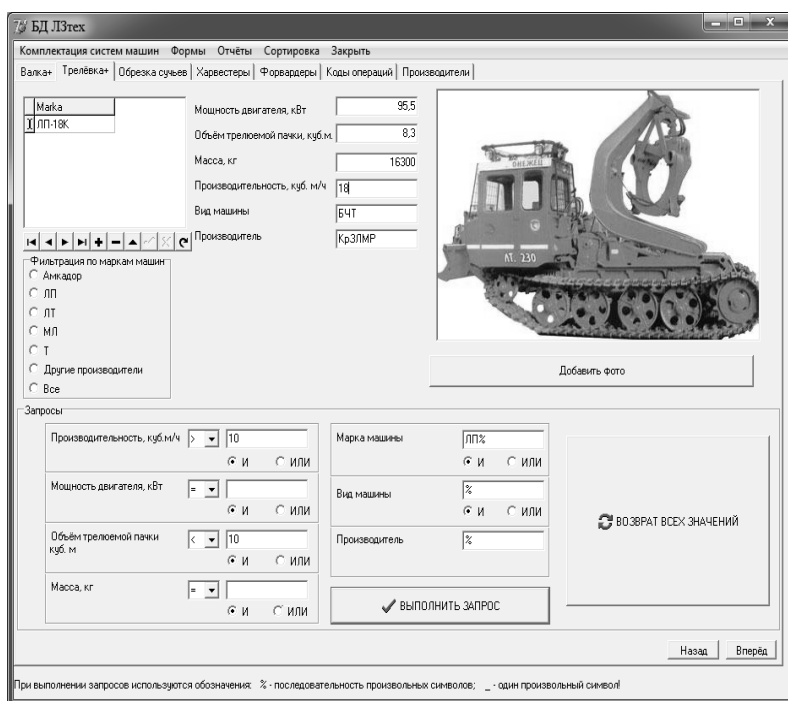 БД ЛЗтех
Комплектация систем машин Формы Отчёты Сортировка Закрыть
Валка+ Трелёвка+ Обрезка сучьев Харвестеры Форвардеры Коды операций Производители
Marka
ЛП-18К
Мощность двигателя, кВт 95,5
Объём трелюемой пачки, куб.м. 8,3
Масса, кг 16300
Производительность, куб. м/ч 18
Вид машины БЧТ
Производитель КрЗЛМР
ОНЕЖЕЦ
ЛТ. 230
Фильтрация по маркам машин
Амкадор
ЛП
ЛТ
МЛ
Т
Другие производители
Все
Добавить фото
Запросы
Производительность, куб.м/ч > 10
И ИЛИ
Мощность двигателя, кВт =
И ИЛИ
Объём трелюемой пачки
куб. м < 10
И ИЛИ
Масса, кг =
И ИЛИ
Марка машины ЛП%
И ИЛИ
Вид машины %
И ИЛИ
Производитель %
ВЫПОЛНИТЬ ЗАПРОС
ВОЗВРАТ ВСЕХ ЗНАЧЕНИЙ
Назад Вперёд
При выполнении запросов используются обозначения: % - последовательность произвольных символов; _ - один произвольный символ!